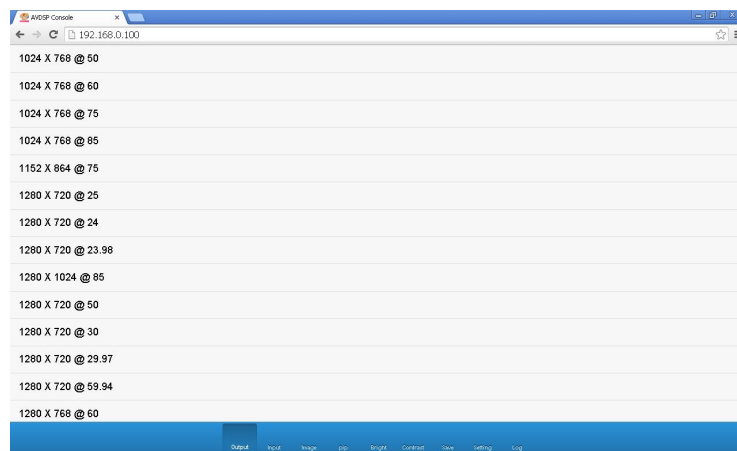 AVDSP Console
192.168.0.100
1024 X 768 @ 50
1024 X 768 @ 60
1024 X 768 @ 75
1024 X 768 @ 85
1152 X 864 @ 75
1280 X 720 @ 25
1280 X 720 @ 24
1280 X 720 @ 23.98
1280 X 1024 @ 85
1280 X 720 @ 50
1280 X 720 @ 30
1280 X 720 @ 29.97
1280 X 720 @ 59.94
1280 X 768 @ 60
Output Input Image pip Bright Contrast Save Setting Log